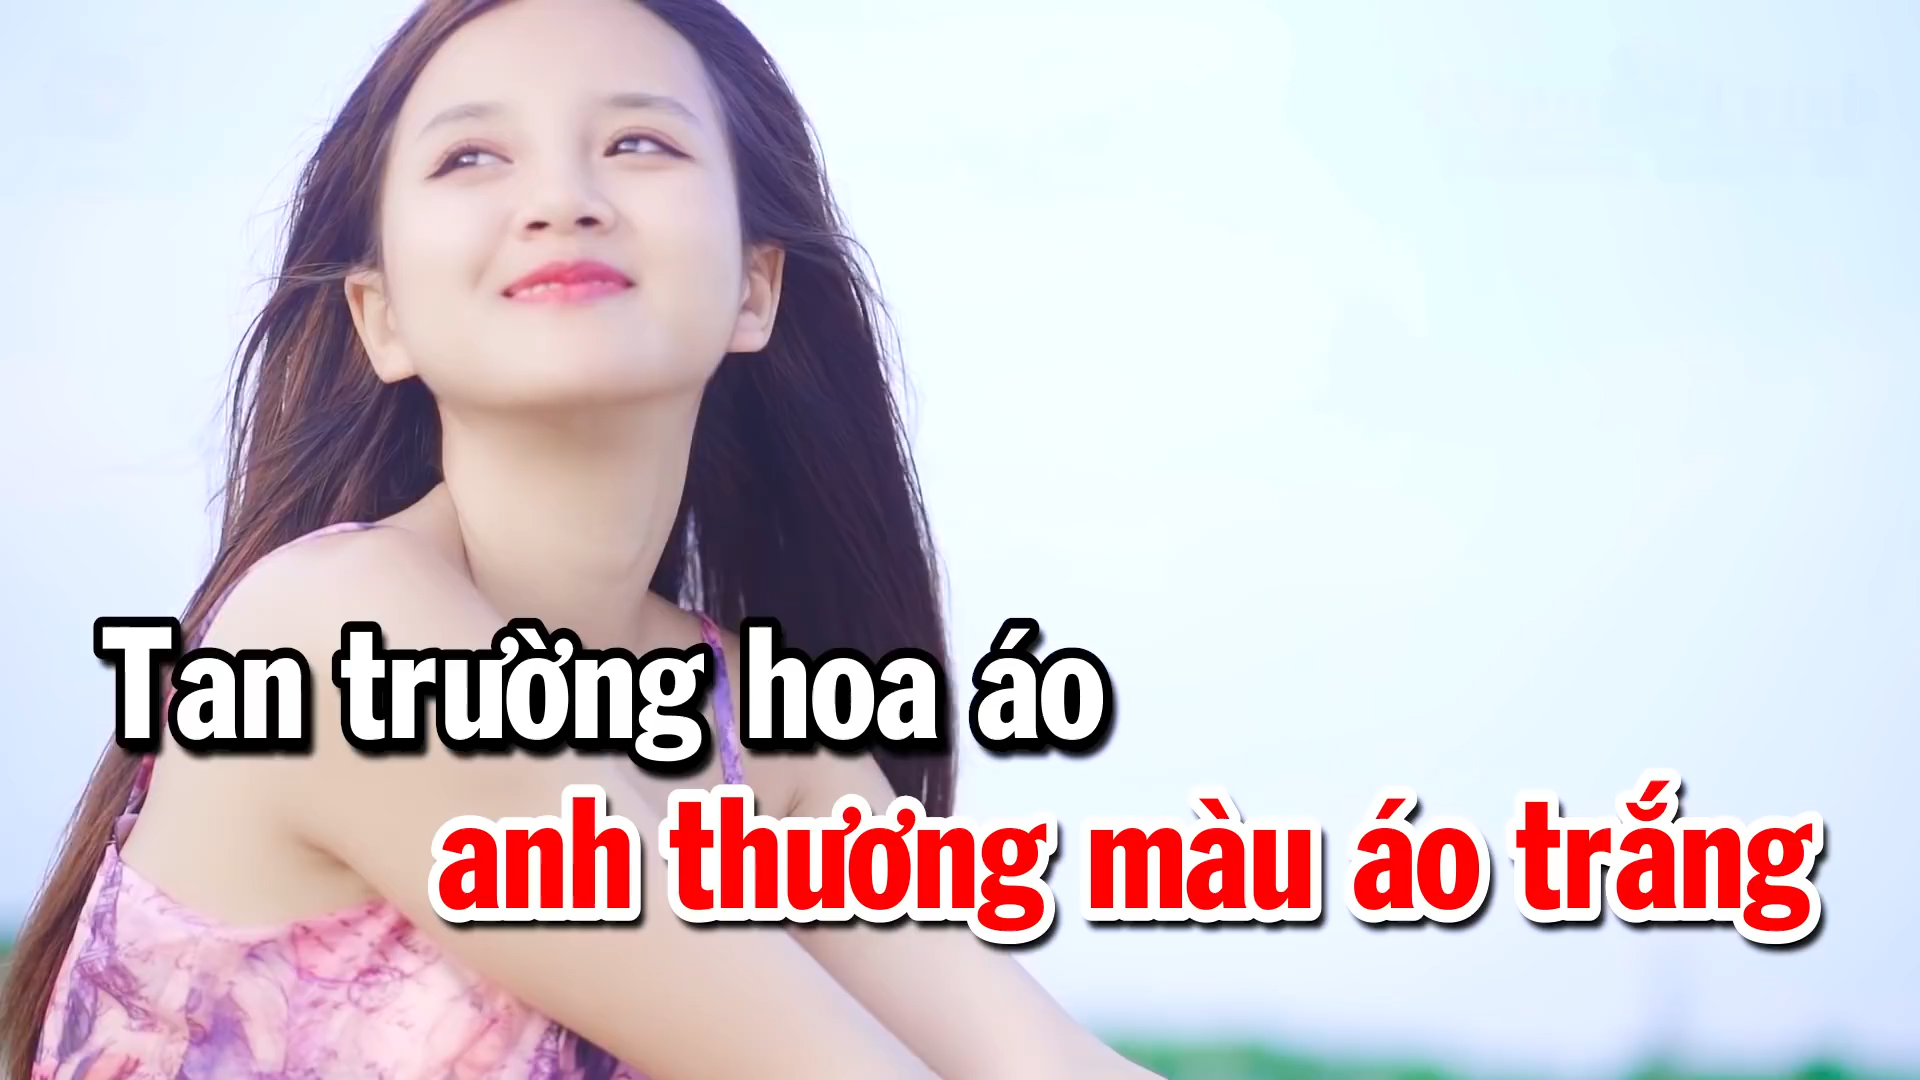 Tan trường hoa áo
anh thương màu áo trắng